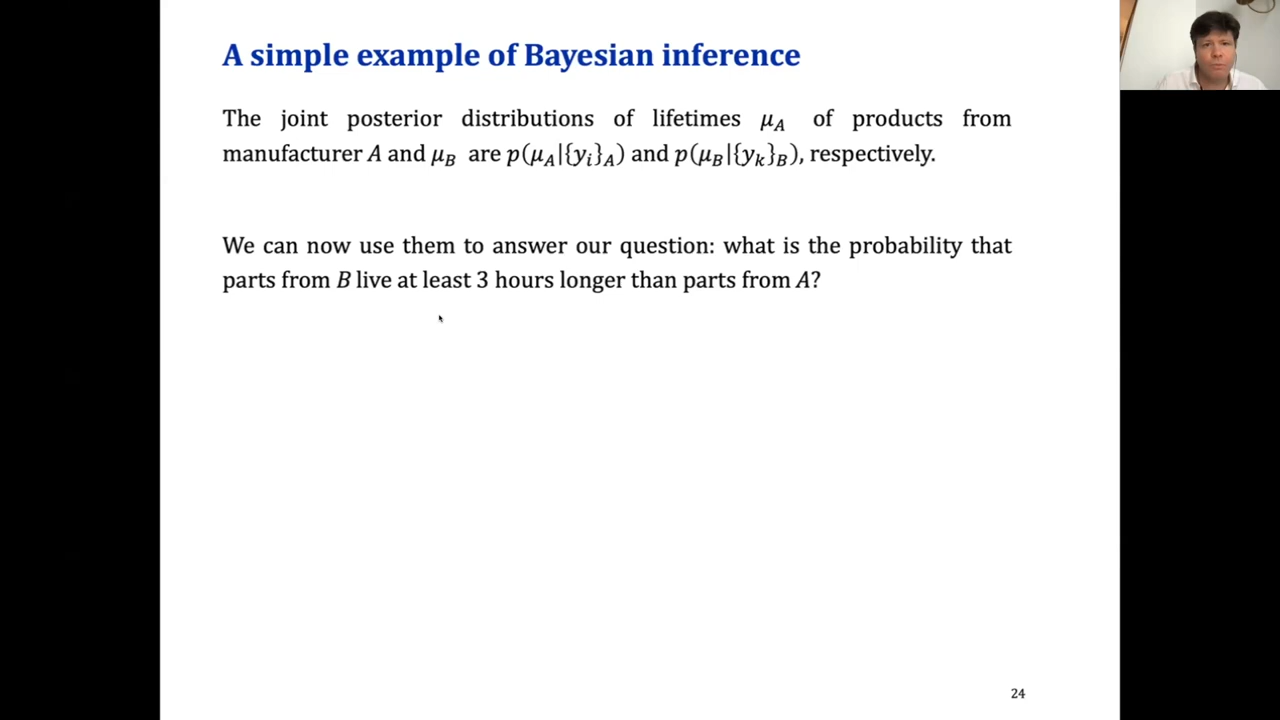 A simple example of Bayesian inference
The joint posterior distributions of lifetimes μ_A of products from
manufacturer A and μ_B are p(μ_A|{y_i}_A) and p(μ_B|{y_k}_B), respectively.
We can now use them to answer our question: what is the probability that
parts from B live at least 3 hours longer than parts from A?
24